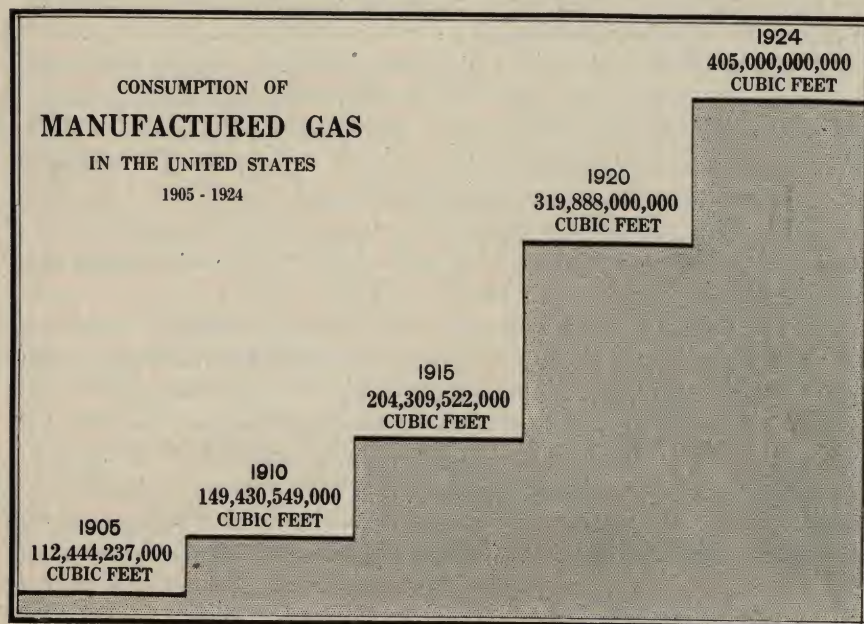 CONSUMPTION OF
MANUFACTURED GAS
IN THE UNITED STATES
1905 - 1924
1905
112,444,237,000
CUBIC FEET
1910
149,430,549,000
CUBIC FEET
1915
204,309,522,000
CUBIC FEET
1920
319,888,000,000
CUBIC FEET
1924
405,000,000,000
CUBIC FEET